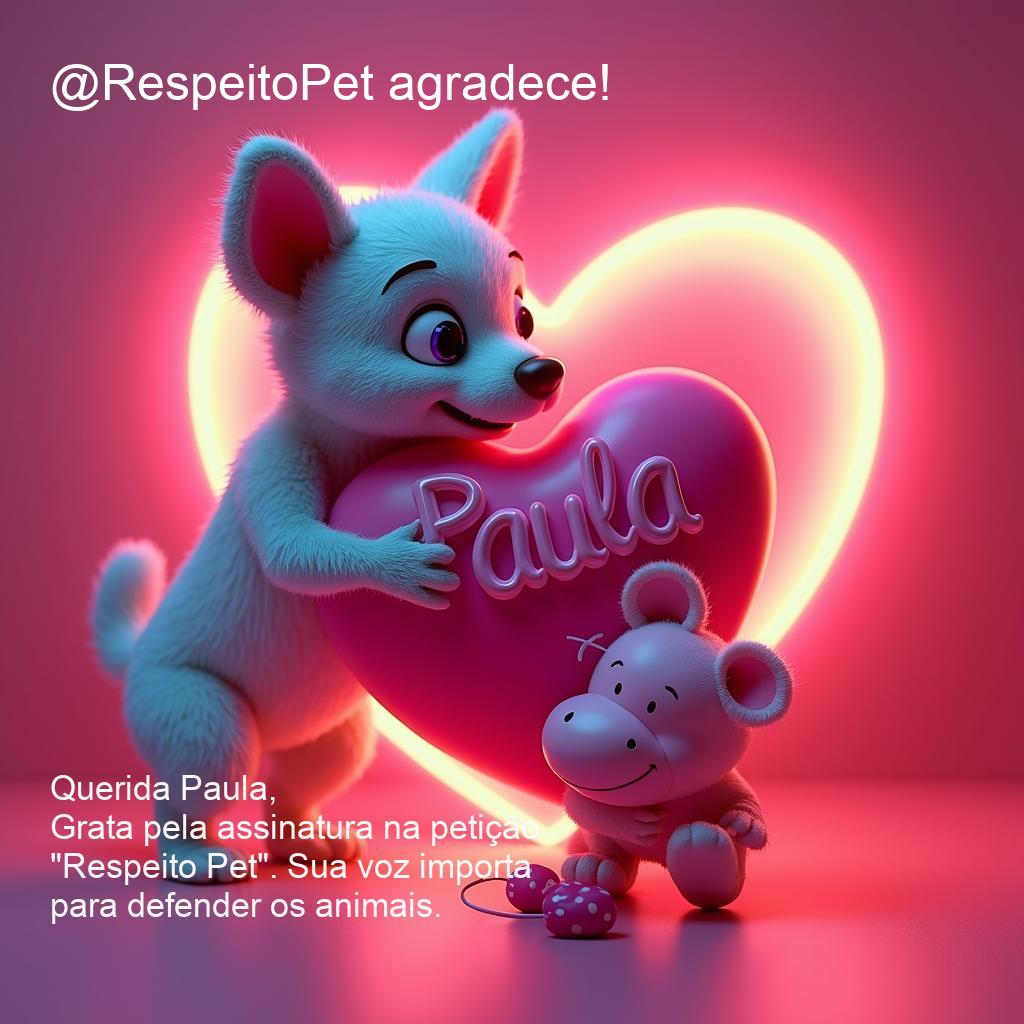 @RespeitoPet agradece!
Paula
Querida Paula,
Grata pela assinatura na petição
"Respeito Pet". Sua voz importa
para defender os animais.